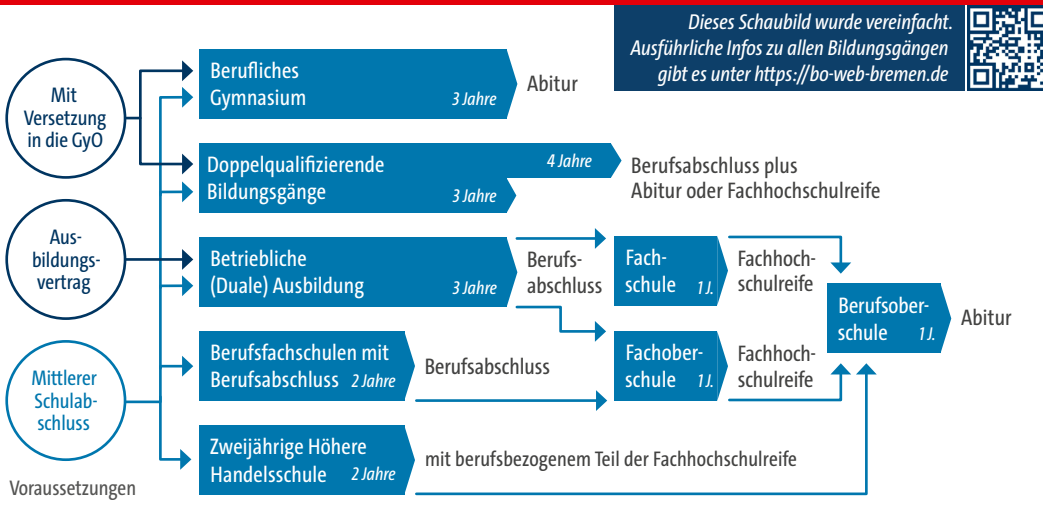 Dieses Schaubild wurde vereinfacht.
Ausführliche Infos zu allen Bildungsgängen
gibt es unter https://bo-web-bremen.de
Mit
Versetzung
in die GyO
Aus-
bildungs-
vertrag
Mittlerer
Schulab-
schluss
Voraussetzungen
Berufliches
Gymnasium 3 Jahre
Abitur
Doppelqualifizierende 4 Jahre
Bildungsgänge 3 Jahre
Berufsabschluss plus
Abitur oder Fachhochschulreife
Betriebliche
(Duale) Ausbildung 3 Jahre
Berufs-
abschluss
Fach-
schule 1 J.
Fachhoch-
schulreife
Berufsfachschulen mit
Berufsabschluss 2 Jahre
Berufsabschluss
Fachober-
schule 1 J.
Fachhoch-
schulreife
Berufsober-
schule 1 J.
Abitur
Zweijährige Höhere
Handelsschule 2 Jahre
mit berufsbezogenem Teil der Fachhochschulreife